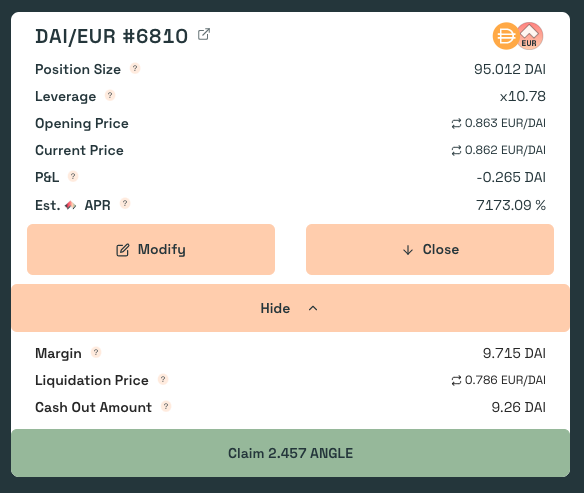 DAI/EUR #6810
EUR
Position Size ? 95.012 DAI
Leverage ? x10.78
Opening Price 0.863 EUR/DAI
Current Price 0.862 EUR/DAI
P&L ? -0.265 DAI
Est. APR ? 7173.09 %
Modify Close
Hide
Margin ? 9.715 DAI
Liquidation Price ? 0.786 EUR/DAI
Cash Out Amount ? 9.26 DAI
Claim 2.457 ANGLE